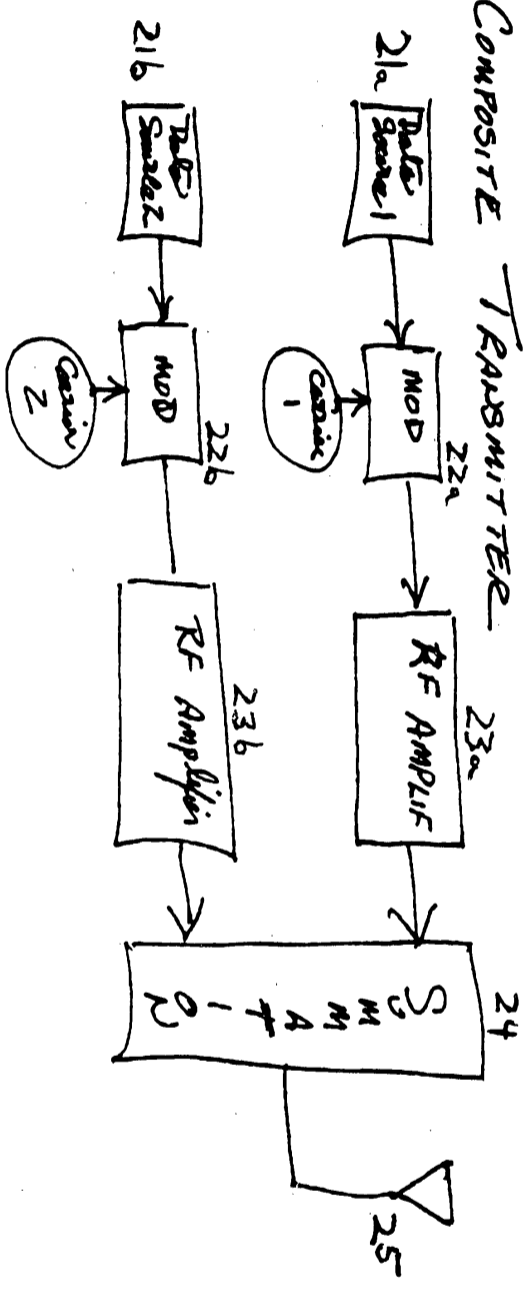 COMPOSITE TRANSMITTER
21a
Data
Source 1
MOD
22a
Carrier
1
RF AMPLIF
23a
21b
Data
Source 2
MOD
22b
Carrier
2
RF Amplifier
23b
SUMMATION
24
25